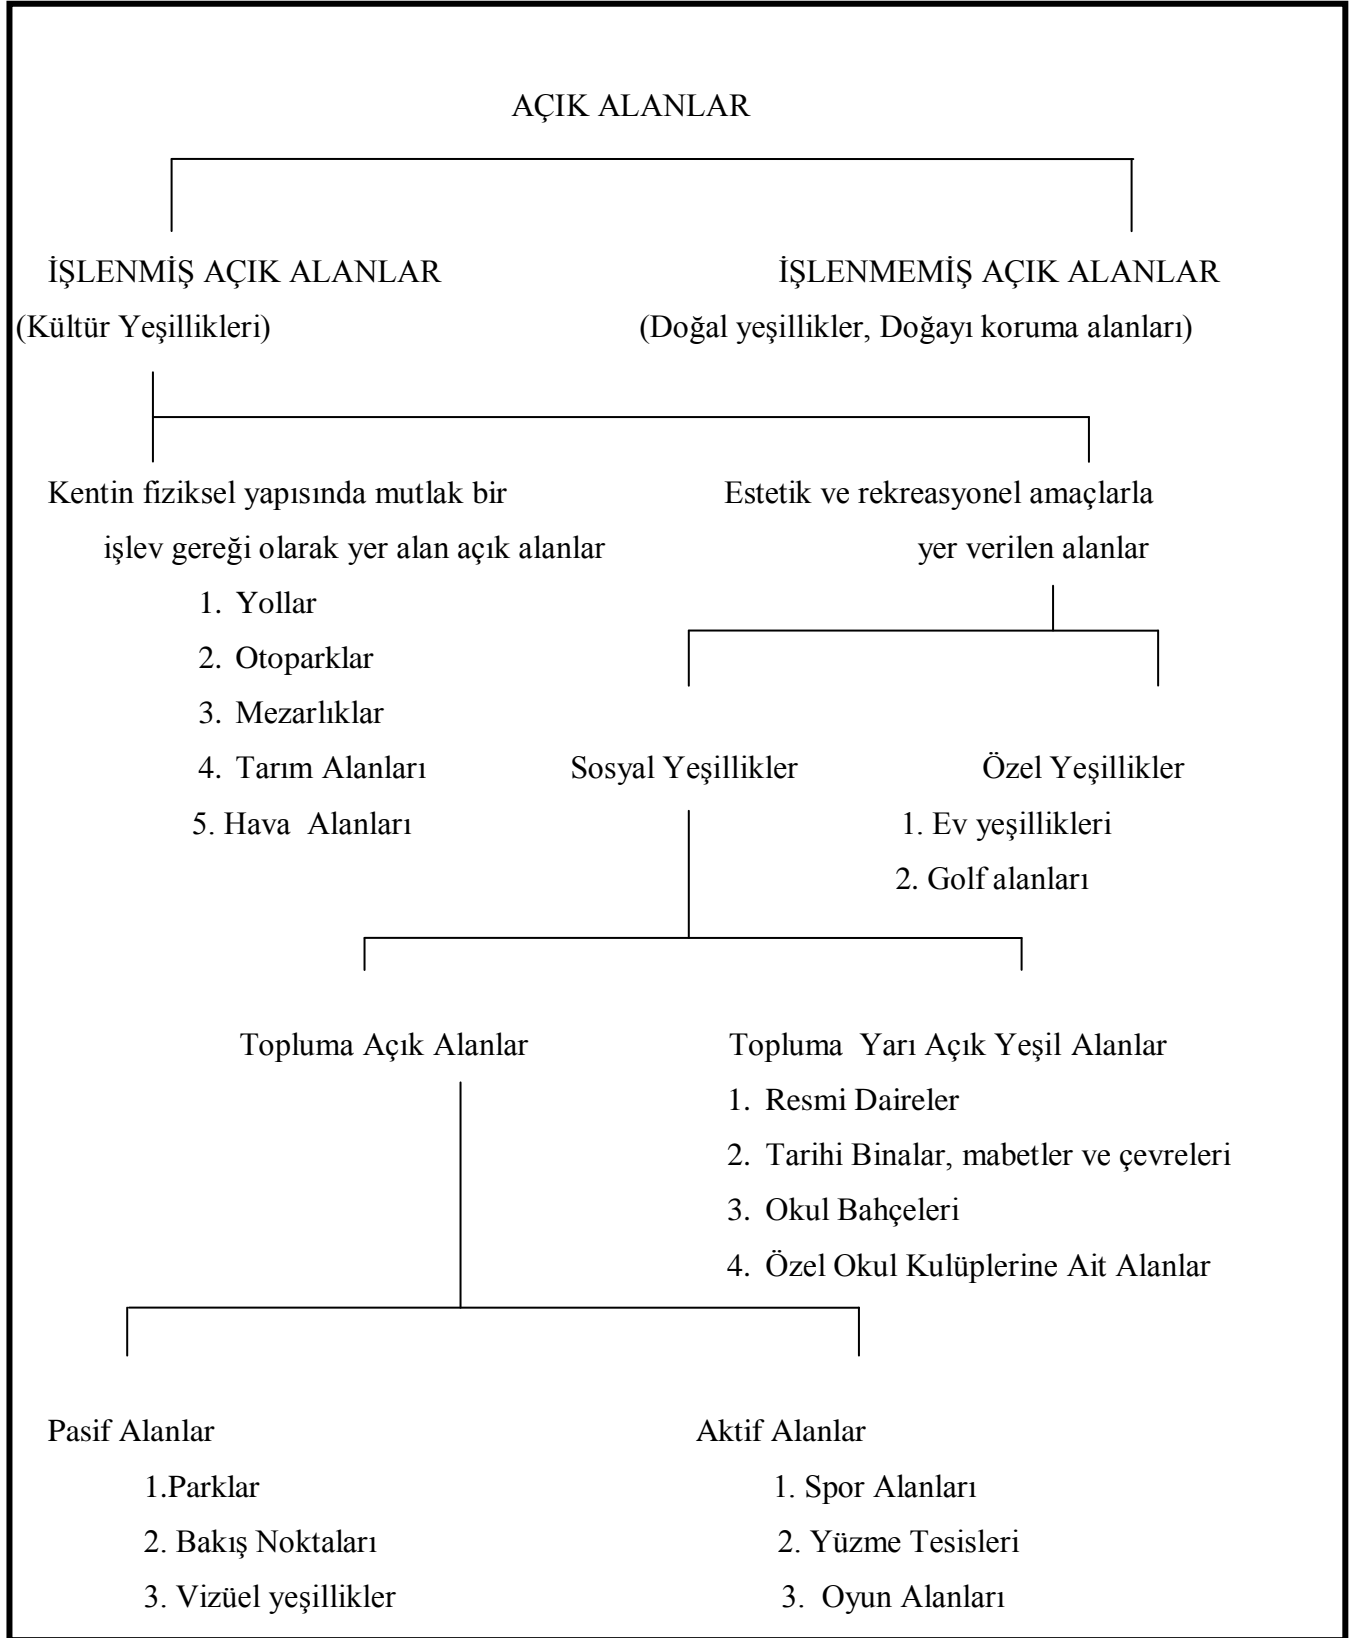 AÇIK ALANLAR
İŞLENMİŞ AÇIK ALANLAR
(Kültür Yeşillikleri)
İŞLENMEMİŞ AÇIK ALANLAR
(Doğal yeşillikler, Doğayı koruma alanları)
Kentin fiziksel yapısında mutlak bir
işlev gereği olarak yer alan açık alanlar
1. Yollar
2. Otoparklar
3. Mezarlıklar
4. Tarım Alanları
5. Hava Alanları
Estetik ve rekreasyonel amaçlarla
yer verilen alanlar
Sosyal Yeşillikler
Özel Yeşillikler
1. Ev yeşillikleri
2. Golf alanları
Topluma Açık Alanlar
Topluma Yarı Açık Yeşil Alanlar
1. Resmi Daireler
2. Tarihi Binalar, mabetler ve çevreleri
3. Okul Bahçeleri
4. Özel Okul Kulüplerine Ait Alanlar
Pasif Alanlar
1.Parklar
2. Bakış Noktaları
3. Vizüel yeşillikler
Aktif Alanlar
1. Spor Alanları
2. Yüzme Tesisleri
3. Oyun Alanları